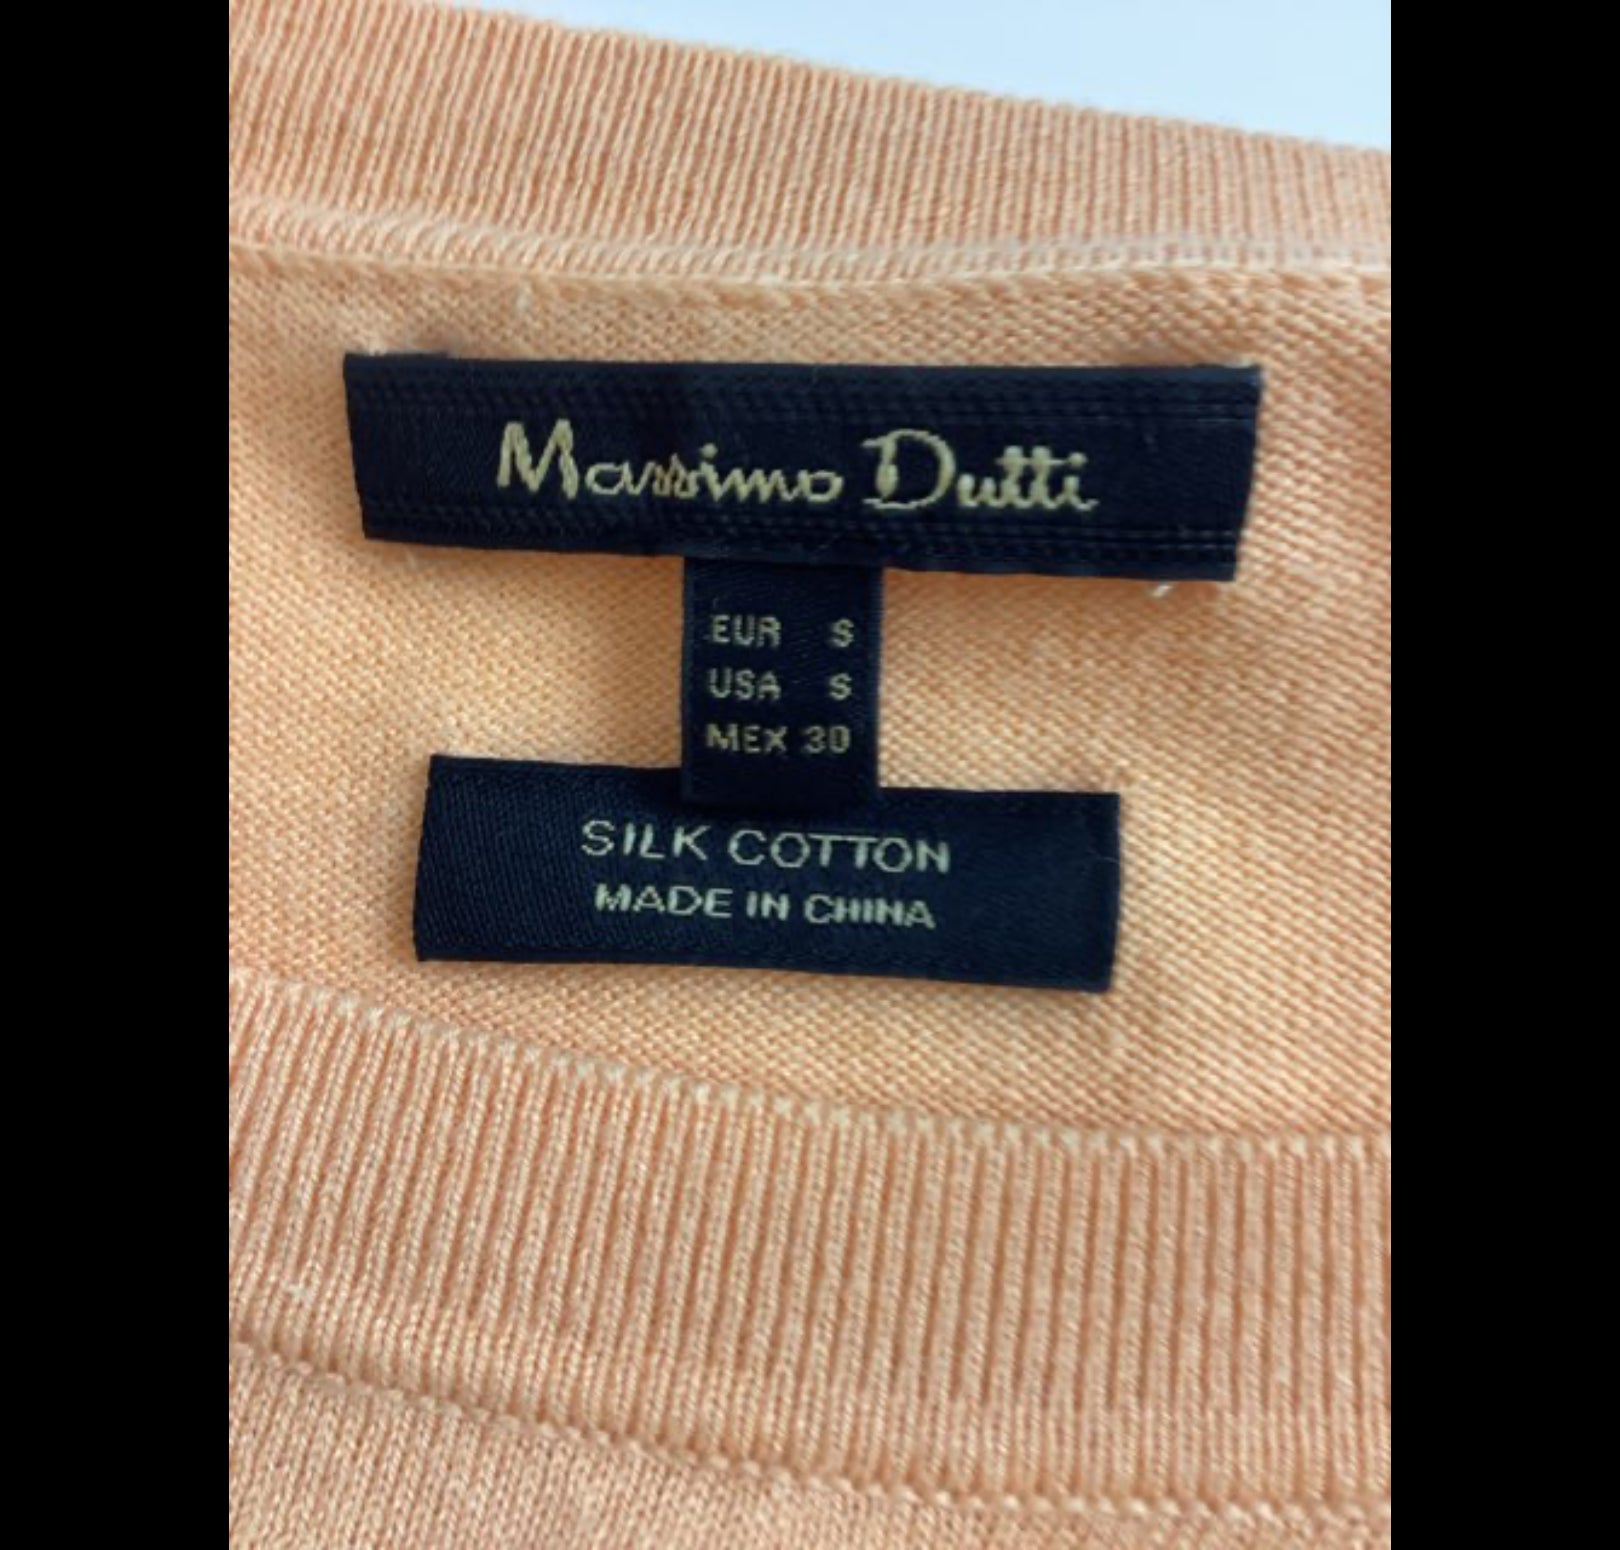 Massimo Dutti
EUR S
USA S
MEX 30
SILK COTTON
MADE IN CHINA